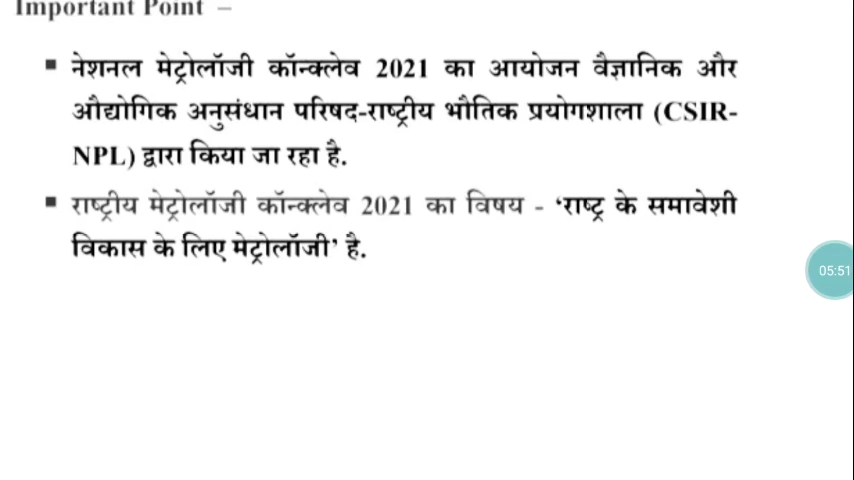 Important Point –
▪ नेशनल मेट्रोलॉजी कॉन्क्लेव 2021 का आयोजन वैज्ञानिक और
औद्योगिक अनुसंधान परिषद-राष्ट्रीय भौतिक प्रयोगशाला (CSIR-
NPL) द्वारा किया जा रहा है.
▪ राष्ट्रीय मेट्रोलॉजी कॉन्क्लेव 2021 का विषय - ‘राष्ट्र के समावेशी
विकास के लिए मेट्रोलॉजी’ है.
05:51